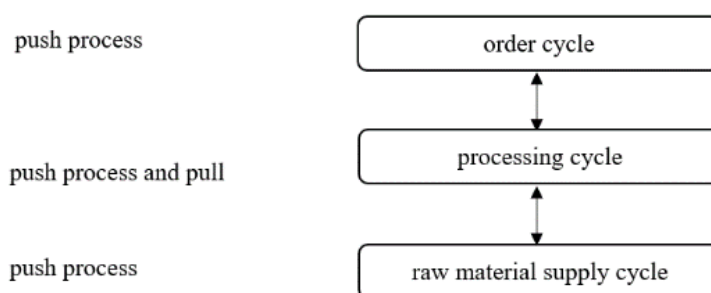 push process
order cycle
push process and pull
processing cycle
push process
raw material supply cycle